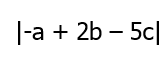 |-a + 2b – 5c|